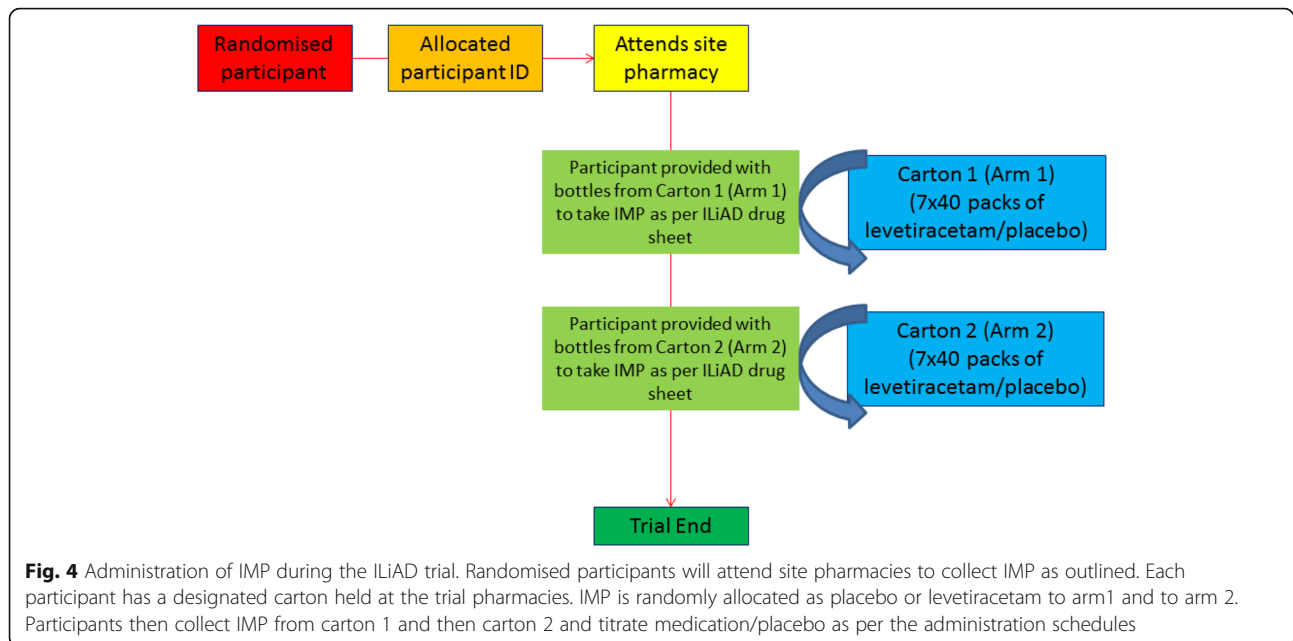 Randomised
participant
Allocated
participant ID
Attends site
pharmacy
Participant provided with
bottles from Carton 1 (Arm 1)
to take IMP as per ILiAD drug
sheet
Carton 1 (Arm 1)
(7x40 packs of
levetiracetam/placebo)
Participant provided with
bottles from Carton 2 (Arm 2)
to take IMP as per ILiAD drug
sheet
Carton 2 (Arm 2)
(7x40 packs of
levetiracetam/placebo)
Trial End
Fig. 4 Administration of IMP during the ILiAD trial. Randomised participants will attend site pharmacies to collect IMP as outlined. Each
participant has a designated carton held at the trial pharmacies. IMP is randomly allocated as placebo or levetiracetam to arm1 and to arm 2.
Participants then collect IMP from carton 1 and then carton 2 and titrate medication/placebo as per the administration schedules